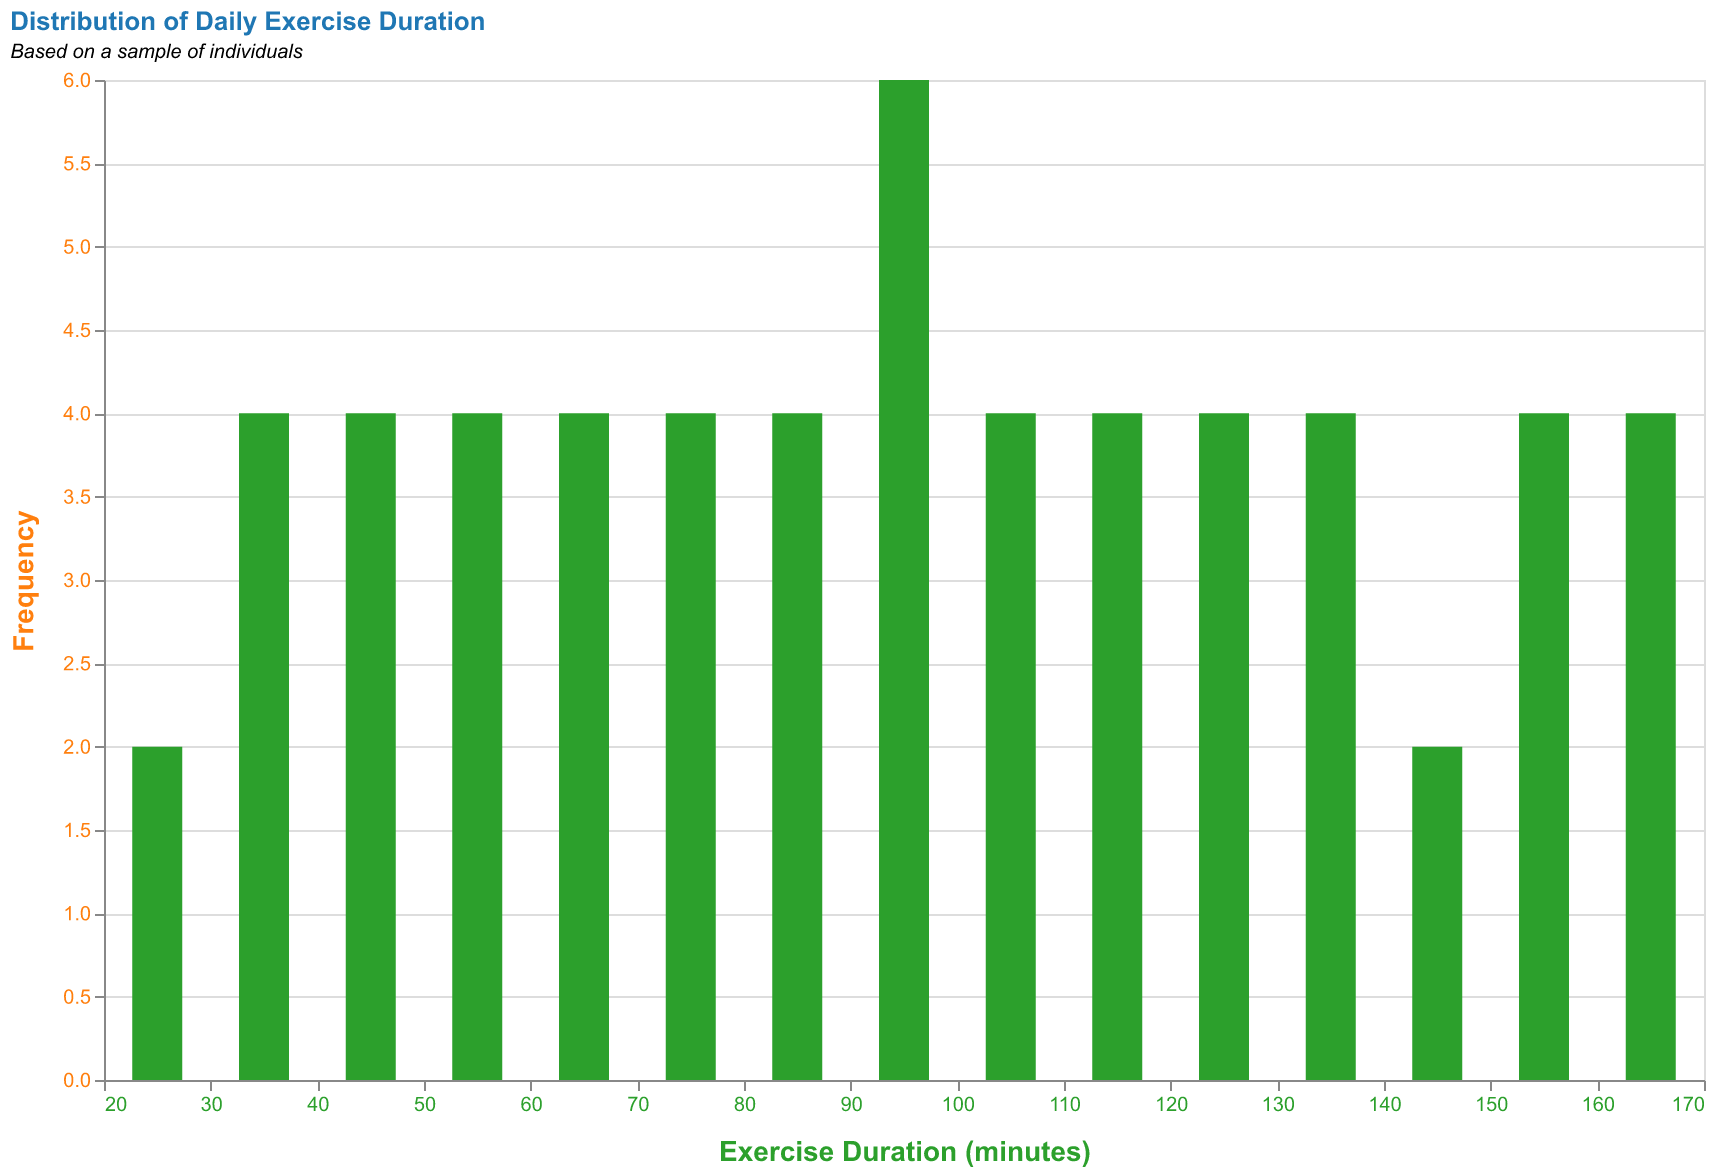 Distribution of Daily Exercise Duration
Based on a sample of individuals
6.0
5.5
5.0
4.5
4.0
3.5
3.0
2.5
2.0
1.5
1.0
0.5
0.0
Frequency
20 30 40 50 60 70 80 90 100 110 120 130 140 150 160 170
Exercise Duration (minutes)